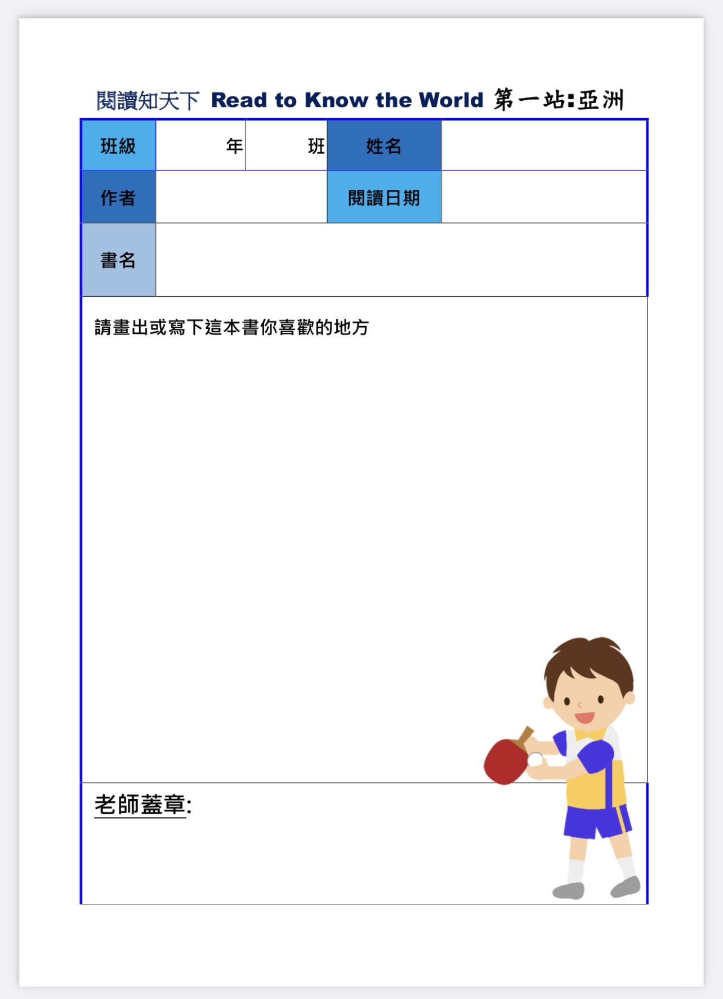 閱讀知天下 Read to Know the World 第一站:亞洲
班級 年 班 姓名
作者 閱讀日期
書名
請畫出或寫下這本書你喜歡的地方
老師蓋章: